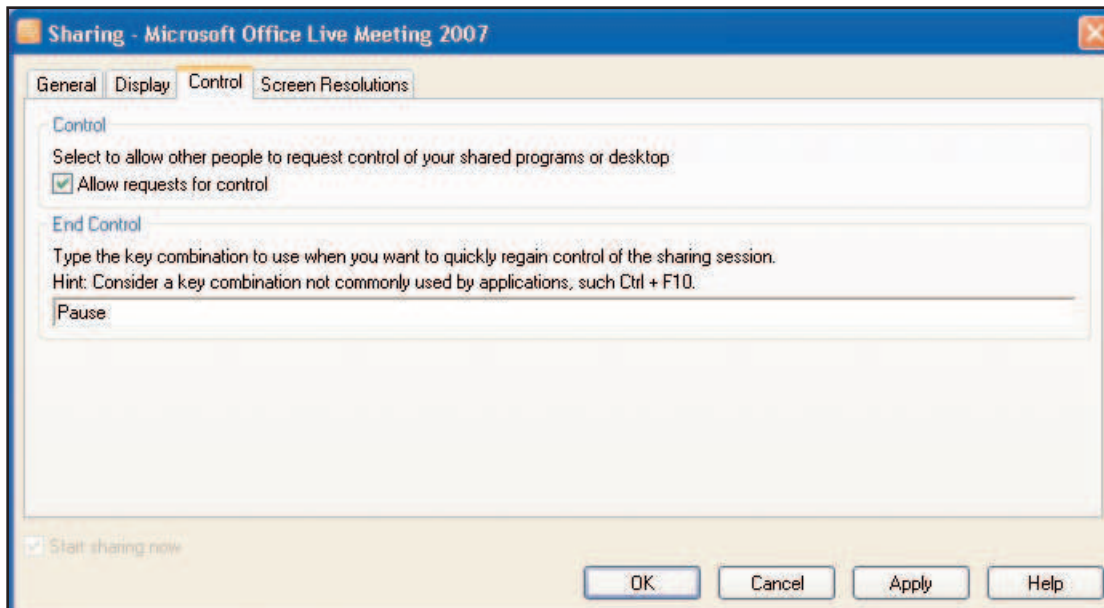 Sharing - Microsoft Office Live Meeting 2007
General Display Control Screen Resolutions
Control
Select to allow other people to request control of your shared programs or desktop
Allow requests for control
End Control
Type the key combination to use when you want to quickly regain control of the sharing session.
Hint: Consider a key combination not commonly used by applications, such Ctrl + F10.
Pause
Start sharing now
OK Cancel Apply Help